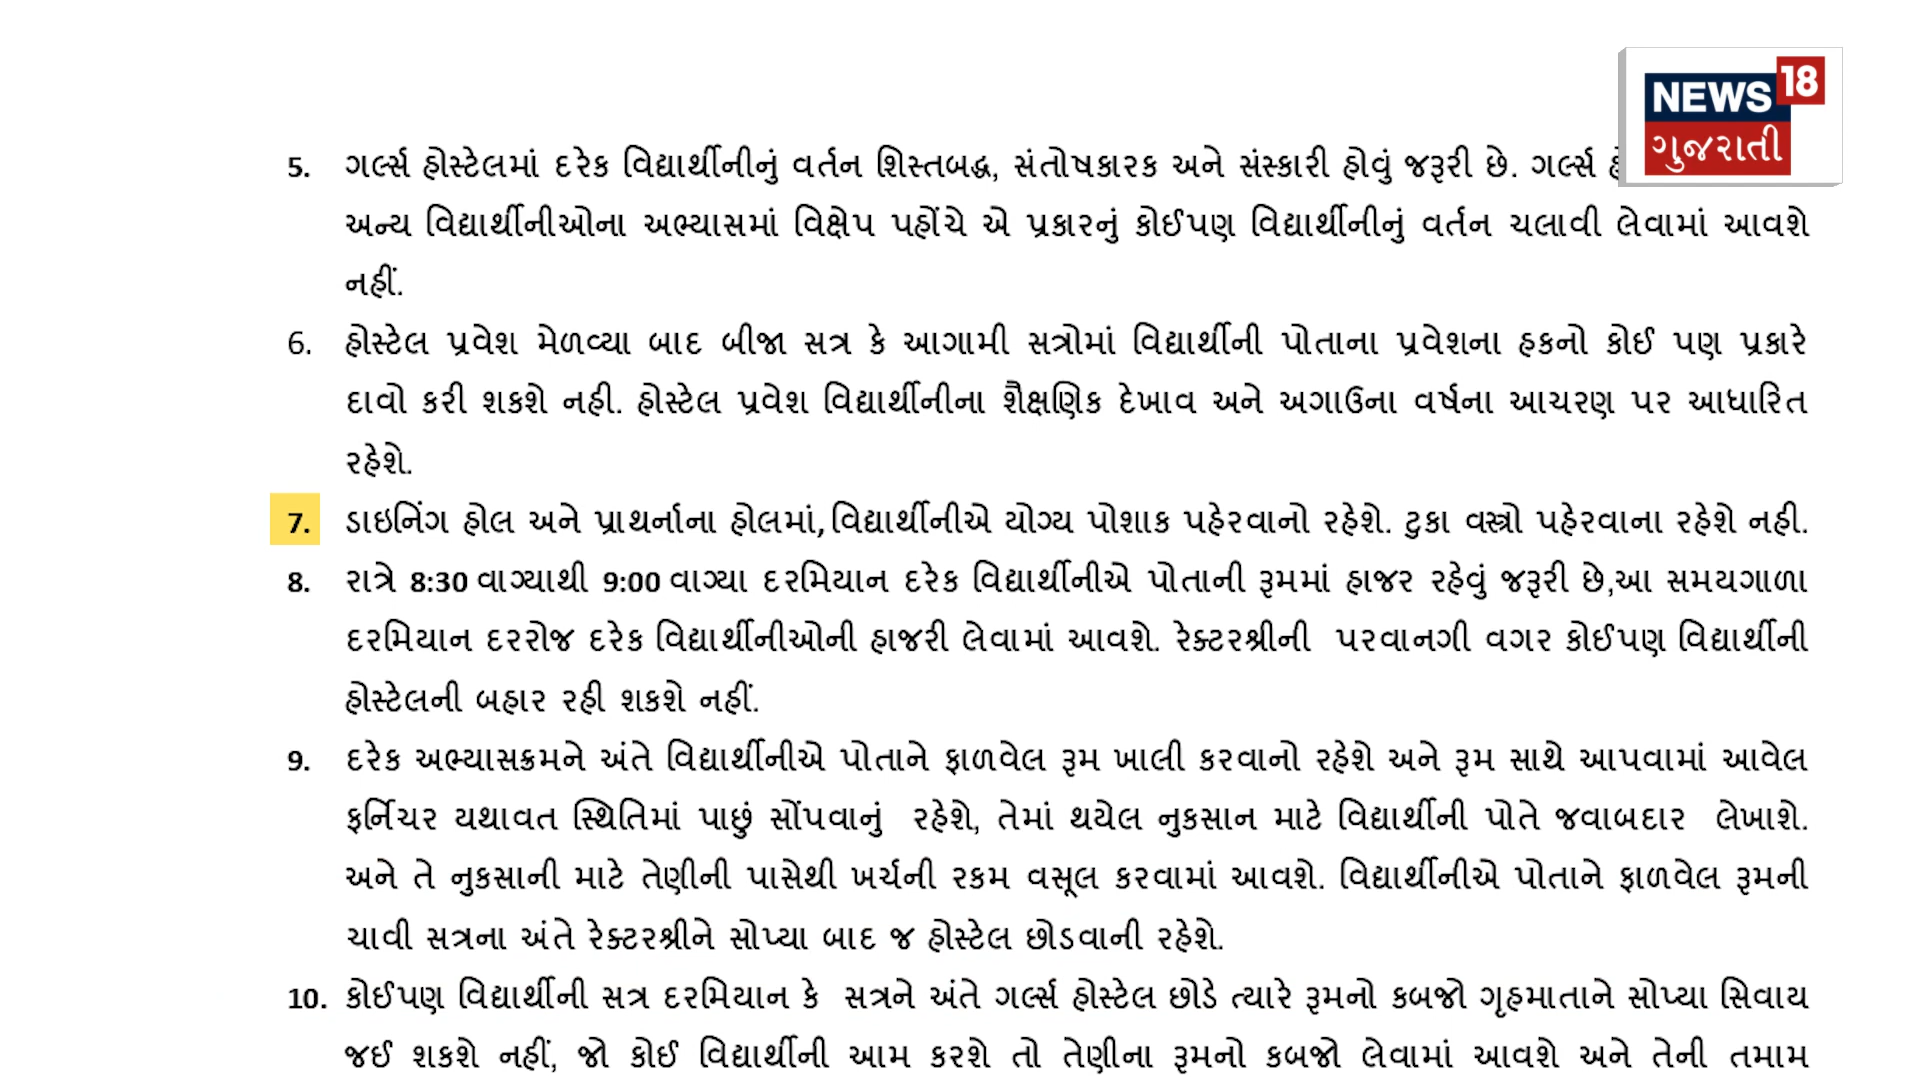 NEWS 18
ગુજરાતી
5. ગર્લ્સ હોસ્ટેલમાં દરેક વિદ્યાર્થીનીનું વર્તન શિસ્તબદ્ધ, સંતોષકારક અને સંસ્કારી હોવું જરૂરી છે. ગર્લ્સ
અન્ય વિદ્યાર્થીનીઓના અભ્યાસમાં વિક્ષેપ પહોંચે એ પ્રકારનું કોઈપણ વિદ્યાર્થીનીનું વર્તન ચલાવી લેવામાં આવશે
નહીં.
6. હોસ્ટેલ પ્રવેશ મેળવ્યા બાદ બીજા સત્ર કે આગામી સત્રોમાં વિદ્યાર્થીની પોતાના પ્રવેશના હકનો કોઈ પણ પ્રકારે
દાવો કરી શકશે નહી. હોસ્ટેલ પ્રવેશ વિદ્યાર્થીનીના શૈક્ષણિક દેખાવ અને અગાઉના વર્ષના આચરણ પર આધારિત
રહેશે.
7. ડાઇનિંગ હોલ અને પ્રાથર્નાના હોલમાં, વિદ્યાર્થીનીએ યોગ્ય પોશાક પહેરવાનો રહેશે. ટુકા વસ્ત્રો પહેરવાના રહેશે નહી.
8. રાત્રે 8:30 વાગ્યાથી 9:00 વાગ્યા દરમિયાન દરેક વિદ્યાર્થીનીએ પોતાની રૂમમાં હાજર રહેવું જરૂરી છે,આ સમયગાળા
દરમિયાન દરરોજ દરેક વિદ્યાર્થીનીઓની હાજરી લેવામાં આવશે. રેક્ટરશ્રીની પરવાનગી વગર કોઈપણ વિદ્યાર્થીની
હોસ્ટેલની બહાર રહી શકશે નહીં.
9. દરેક અભ્યાસક્રમને અંતે વિદ્યાર્થીનીએ પોતાને ફાળવેલ રૂમ ખાલી કરવાનો રહેશે અને રૂમ સાથે આપવામાં આવેલ
ફર્નિચર યથાવત સ્થિતિમાં પાછું સોંપવાનું રહેશે, તેમાં થયેલ નુકસાન માટે વિદ્યાર્થીની પોતે જવાબદાર લેખાશે.
અને તે નુકસાની માટે તેણીની પાસેથી ખર્ચની રકમ વસૂલ કરવામાં આવશે. વિદ્યાર્થીનીએ પોતાને ફાળવેલ રૂમની
ચાવી સત્રના અંતે રેક્ટરશ્રીને સોપ્યા બાદ જ હોસ્ટેલ છોડવાની રહેશે.
10. કોઈપણ વિદ્યાર્થીની સત્ર દરમિયાન કે સત્રને અંતે ગર્લ્સ હોસ્ટેલ છોડે ત્યારે રૂમનો કબજો ગૃહમાતાને સોપ્યા સિવાય
જઈ શકશે નહીં, જો કોઈ વિદ્યાર્થીની આમ કરશે તો તેણીના રૂમનો કબજો લેવામાં આવશે અને તેની તમામ